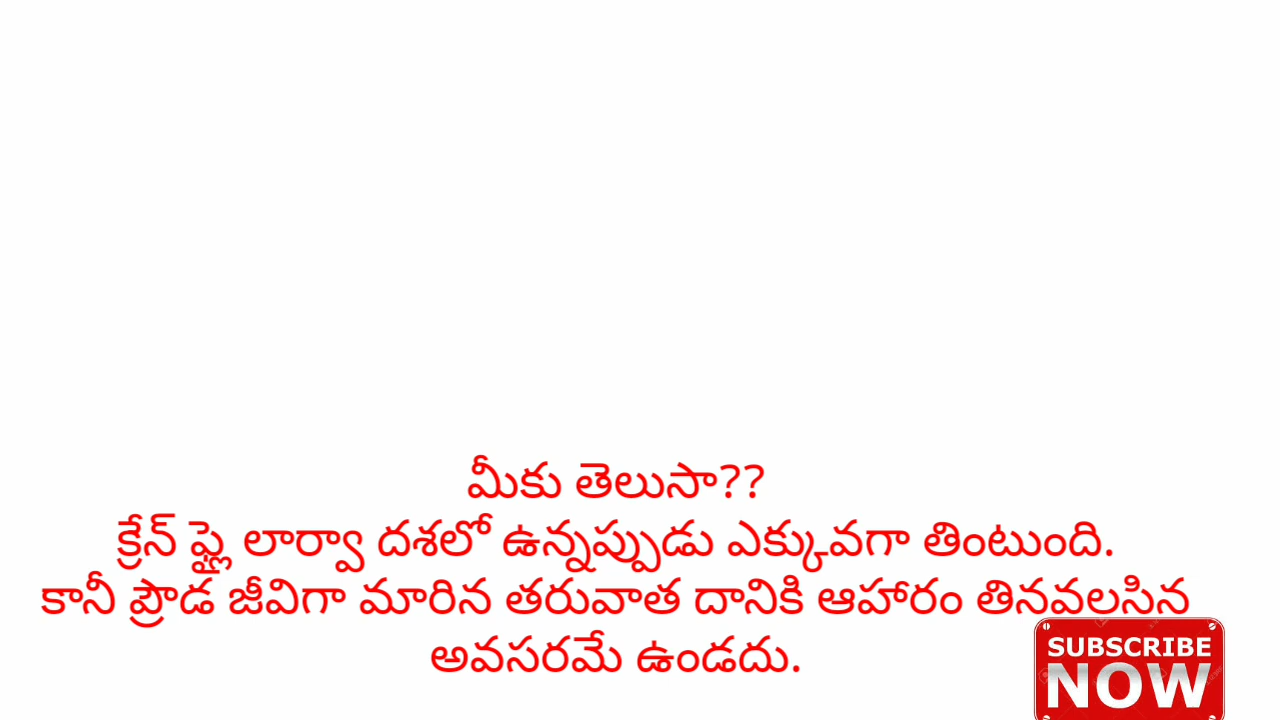 మీకు తెలుసా??
క్రేన్ ఫ్లై లార్వా దశలో ఉన్నప్పుడు ఎక్కువగా తింటుంది.
కానీ ప్రౌడ జీవిగా మారిన తరువాత దానికి ఆహారం తినవలసిన
అవసరమే ఉండదు.
SUBSCRIBE
NOW